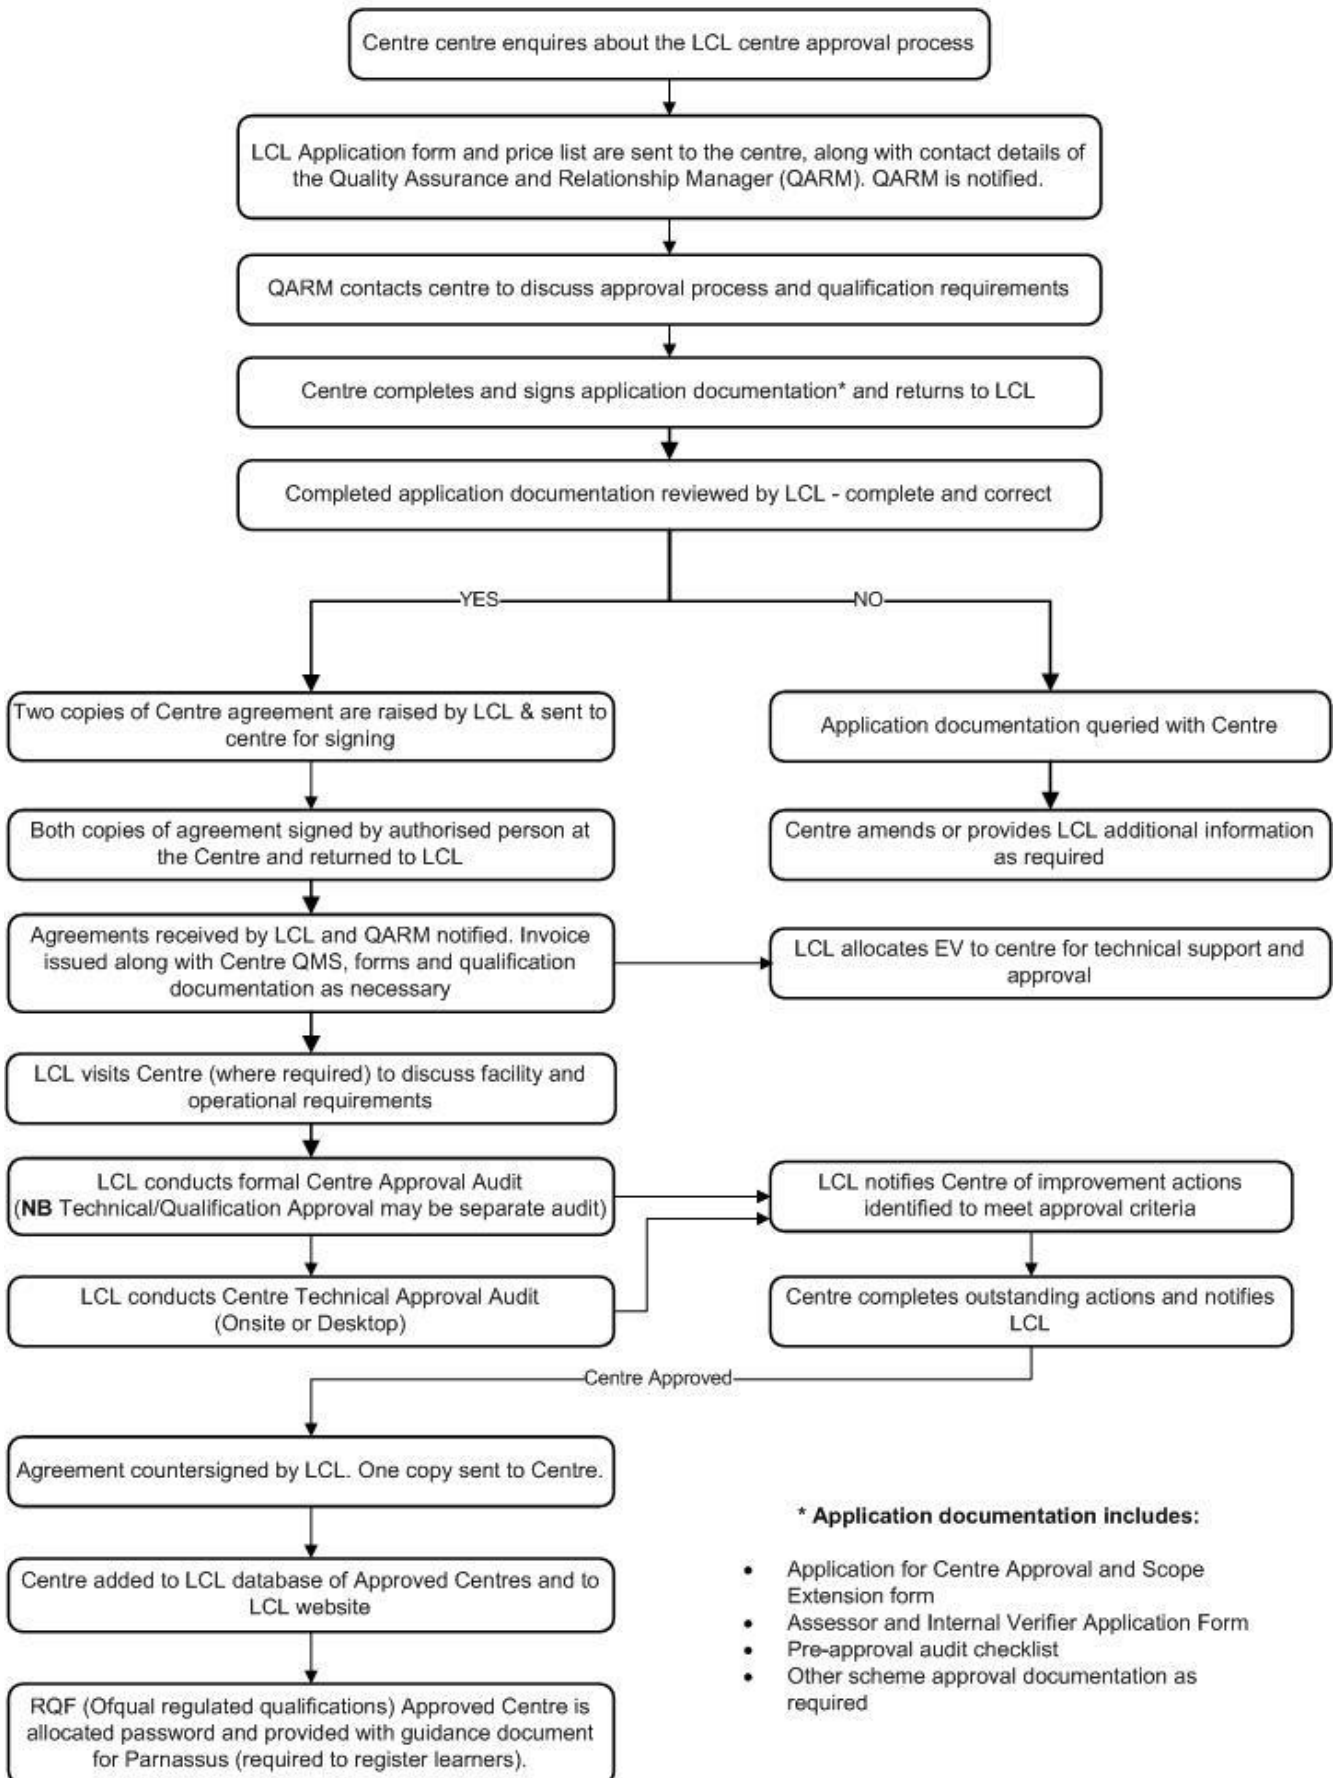 Centre centre enquires about the LCL centre approval process
LCL Application form and price list are sent to the centre, along with contact details of
the Quality Assurance and Relationship Manager (QARM). QARM is notified.
QARM contacts centre to discuss approval process and qualification requirements
Centre completes and signs application documentation* and returns to LCL
Completed application documentation reviewed by LCL - complete and correct
YES
NO
Two copies of Centre agreement are raised by LCL & sent to
centre for signing
Application documentation queried with Centre
Both copies of agreement signed by authorised person at
the Centre and returned to LCL
Centre amends or provides LCL additional information
as required
Agreements received by LCL and QARM notified. Invoice
issued along with Centre QMS, forms and qualification
documentation as necessary
LCL allocates EV to centre for technical support and
approval
LCL visits Centre (where required) to discuss facility and
operational requirements
LCL conducts formal Centre Approval Audit
(NB Technical/Qualification Approval may be separate audit)
LCL notifies Centre of improvement actions
identified to meet approval criteria
LCL conducts Centre Technical Approval Audit
(Onsite or Desktop)
Centre completes outstanding actions and notifies
LCL
Centre Approved
Agreement countersigned by LCL. One copy sent to Centre.
Centre added to LCL database of Approved Centres and to
LCL website
RQF (Ofqual regulated qualifications) Approved Centre is
allocated password and provided with guidance document
for Parnassus (required to register learners).
* Application documentation includes:
• Application for Centre Approval and Scope
Extension form
• Assessor and Internal Verifier Application Form
• Pre-approval audit checklist
• Other scheme approval documentation as
required